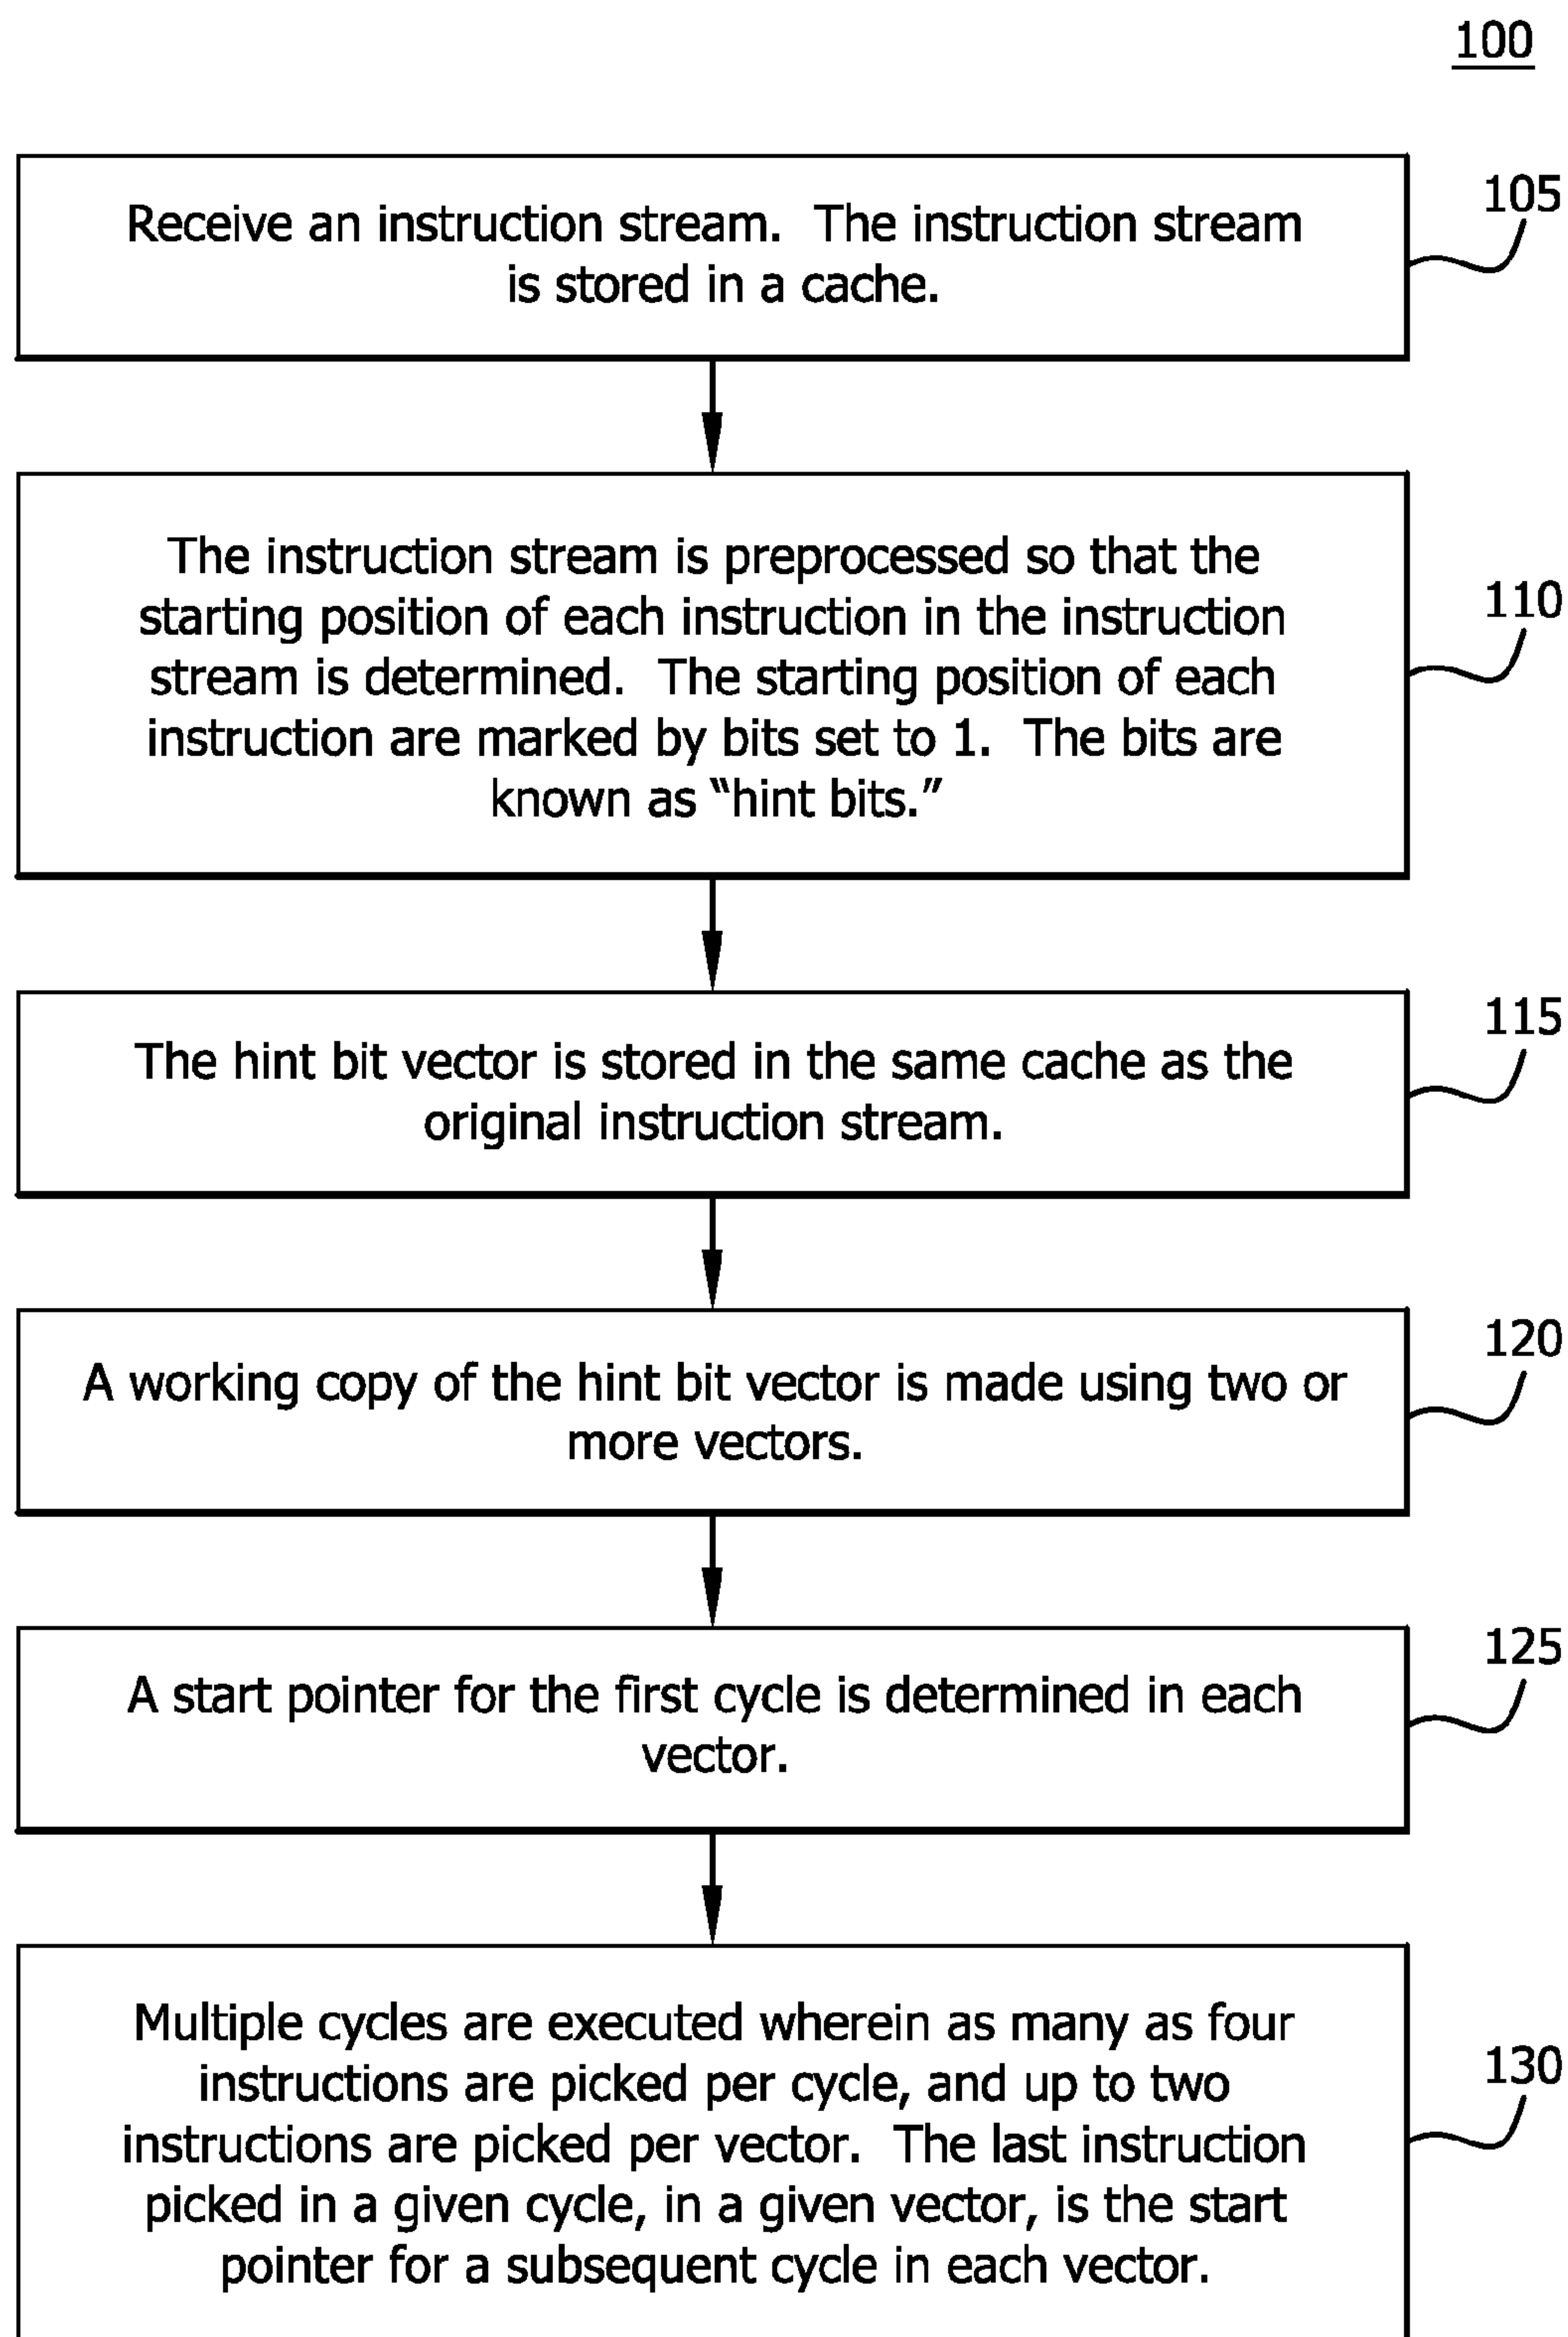 100
Receive an instruction stream. The instruction stream
is stored in a cache.
105
The instruction stream is preprocessed so that the
starting position of each instruction in the instruction
stream is determined. The starting position of each
instruction are marked by bits set to 1. The bits are
known as “hint bits.”
110
The hint bit vector is stored in the same cache as the
original instruction stream.
115
A working copy of the hint bit vector is made using two or
more vectors.
120
A start pointer for the first cycle is determined in each
vector.
125
Multiple cycles are executed wherein as many as four
instructions are picked per cycle, and up to two
instructions are picked per vector. The last instruction
picked in a given cycle, in a given vector, is the start
pointer for a subsequent cycle in each vector.
130